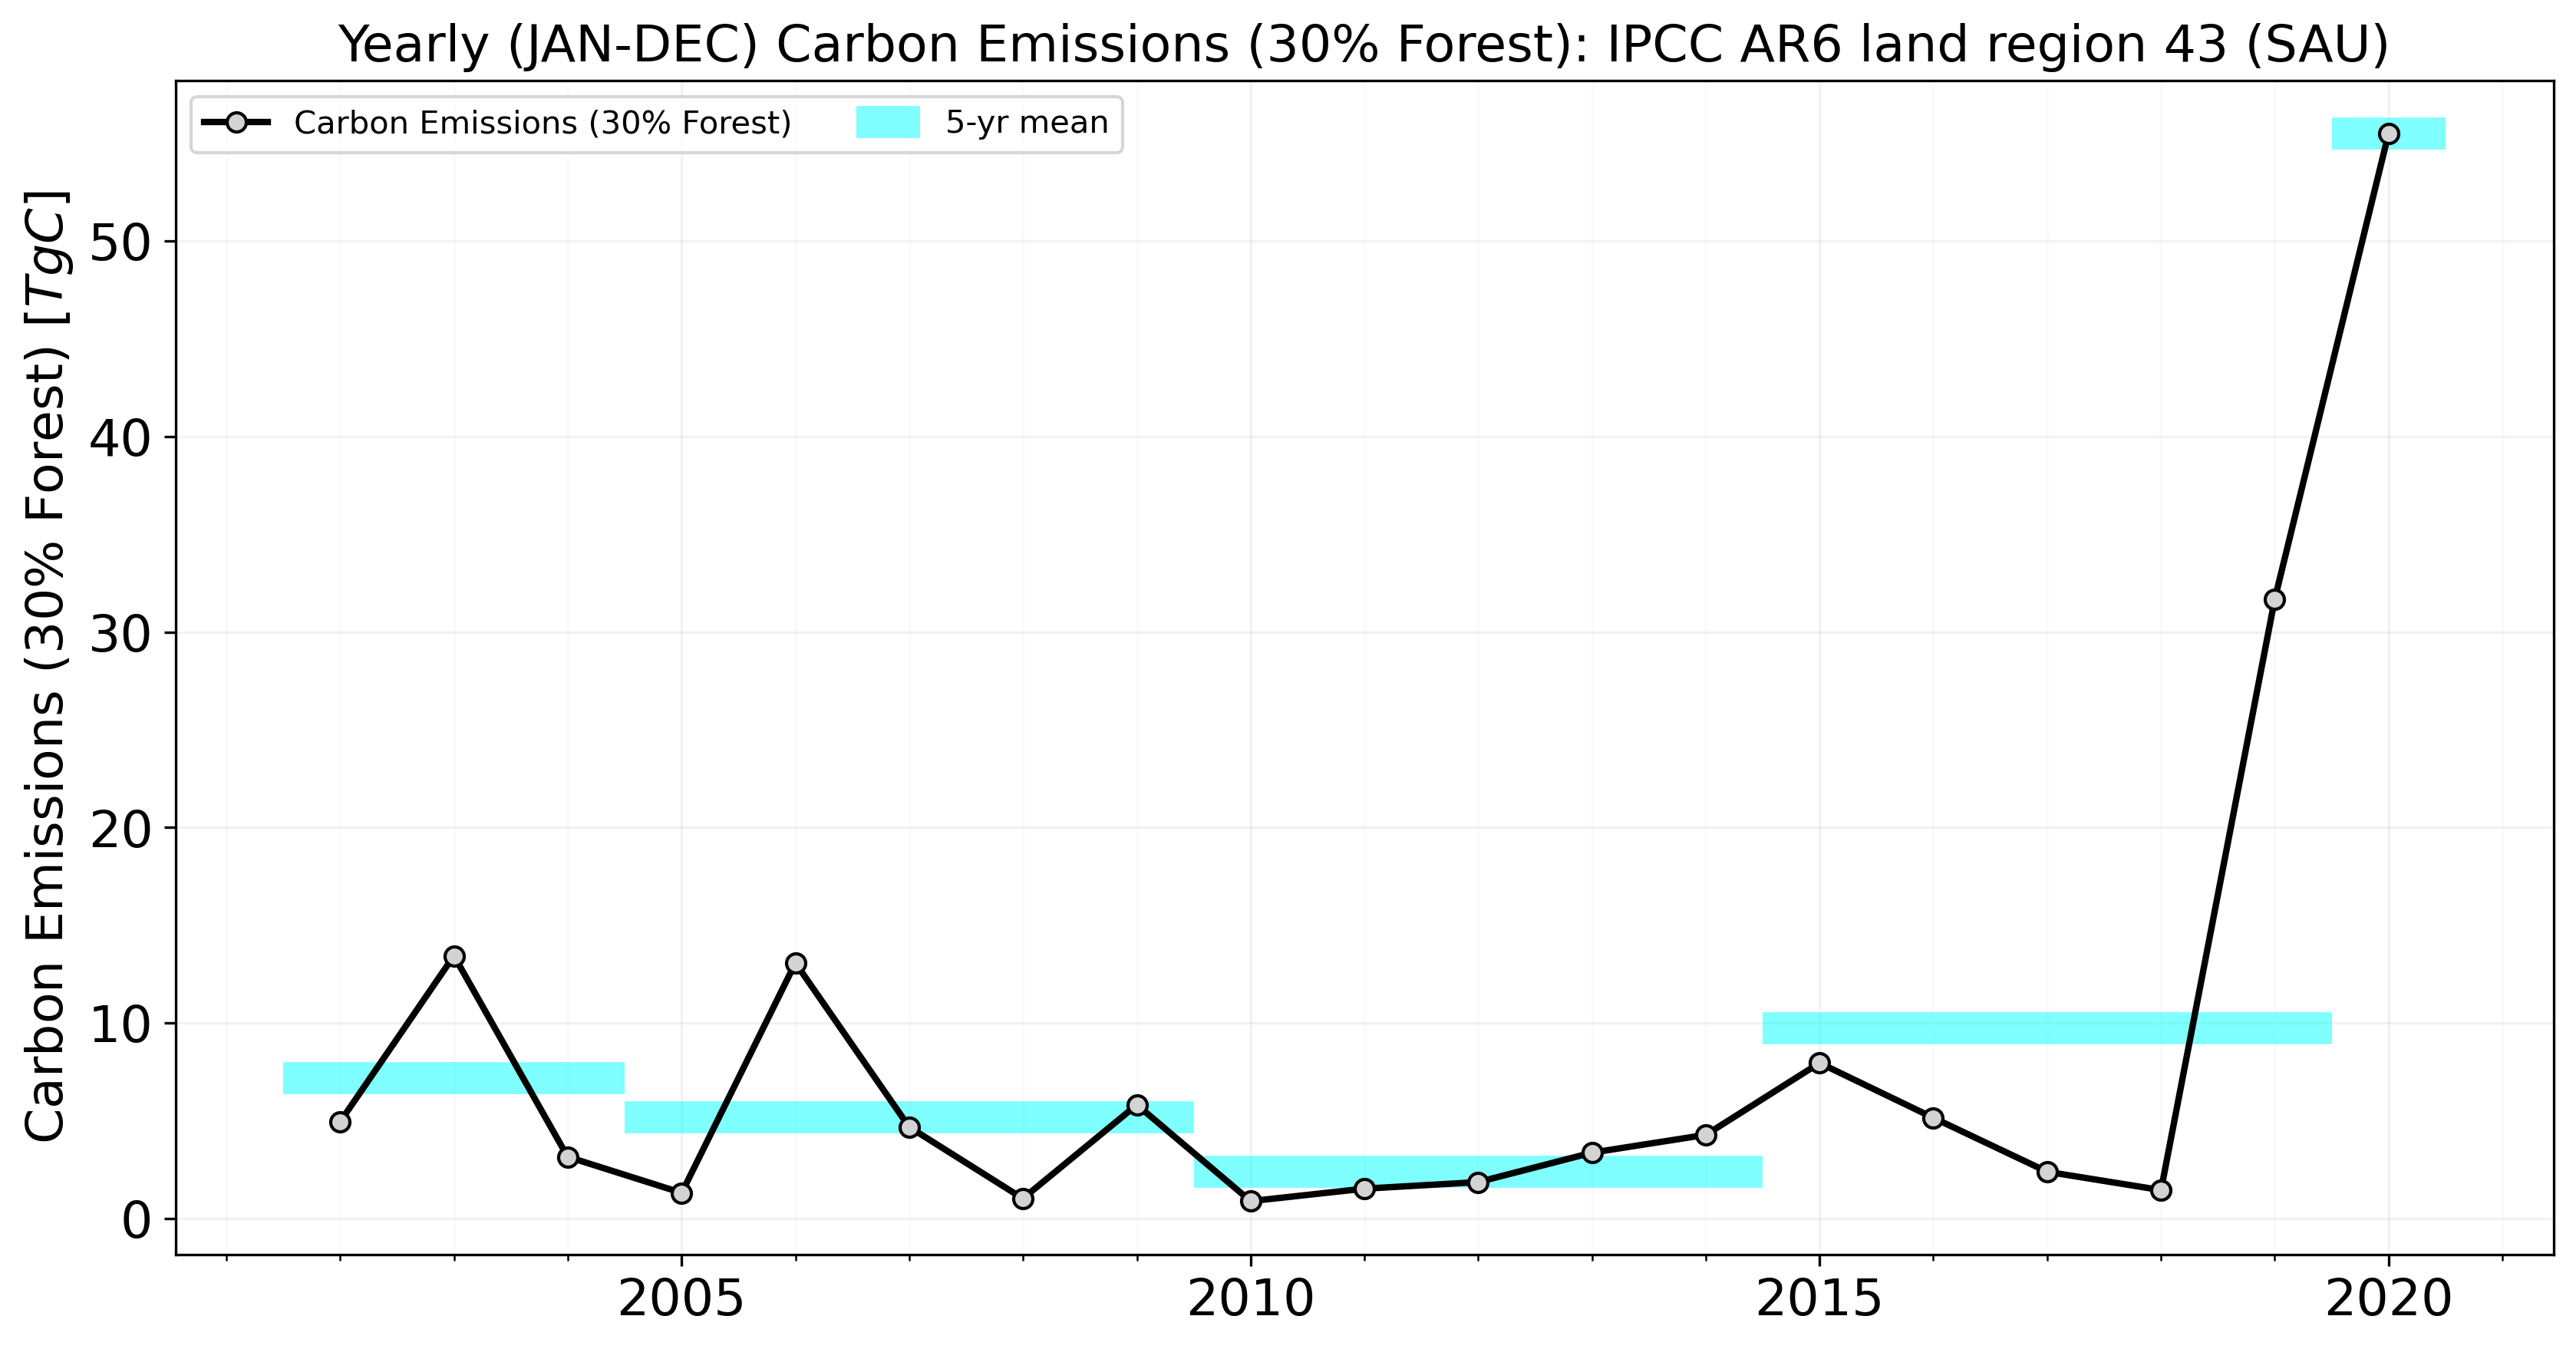 Yearly (JAN-DEC) Carbon Emissions (30% Forest): IPCC AR6 land region 43 (SAU)
Carbon Emissions (30% Forest)
5-yr mean
Carbon Emissions (30% Forest) [TgC]
50
40
30
20
10
0
2005
2010
2015
2020